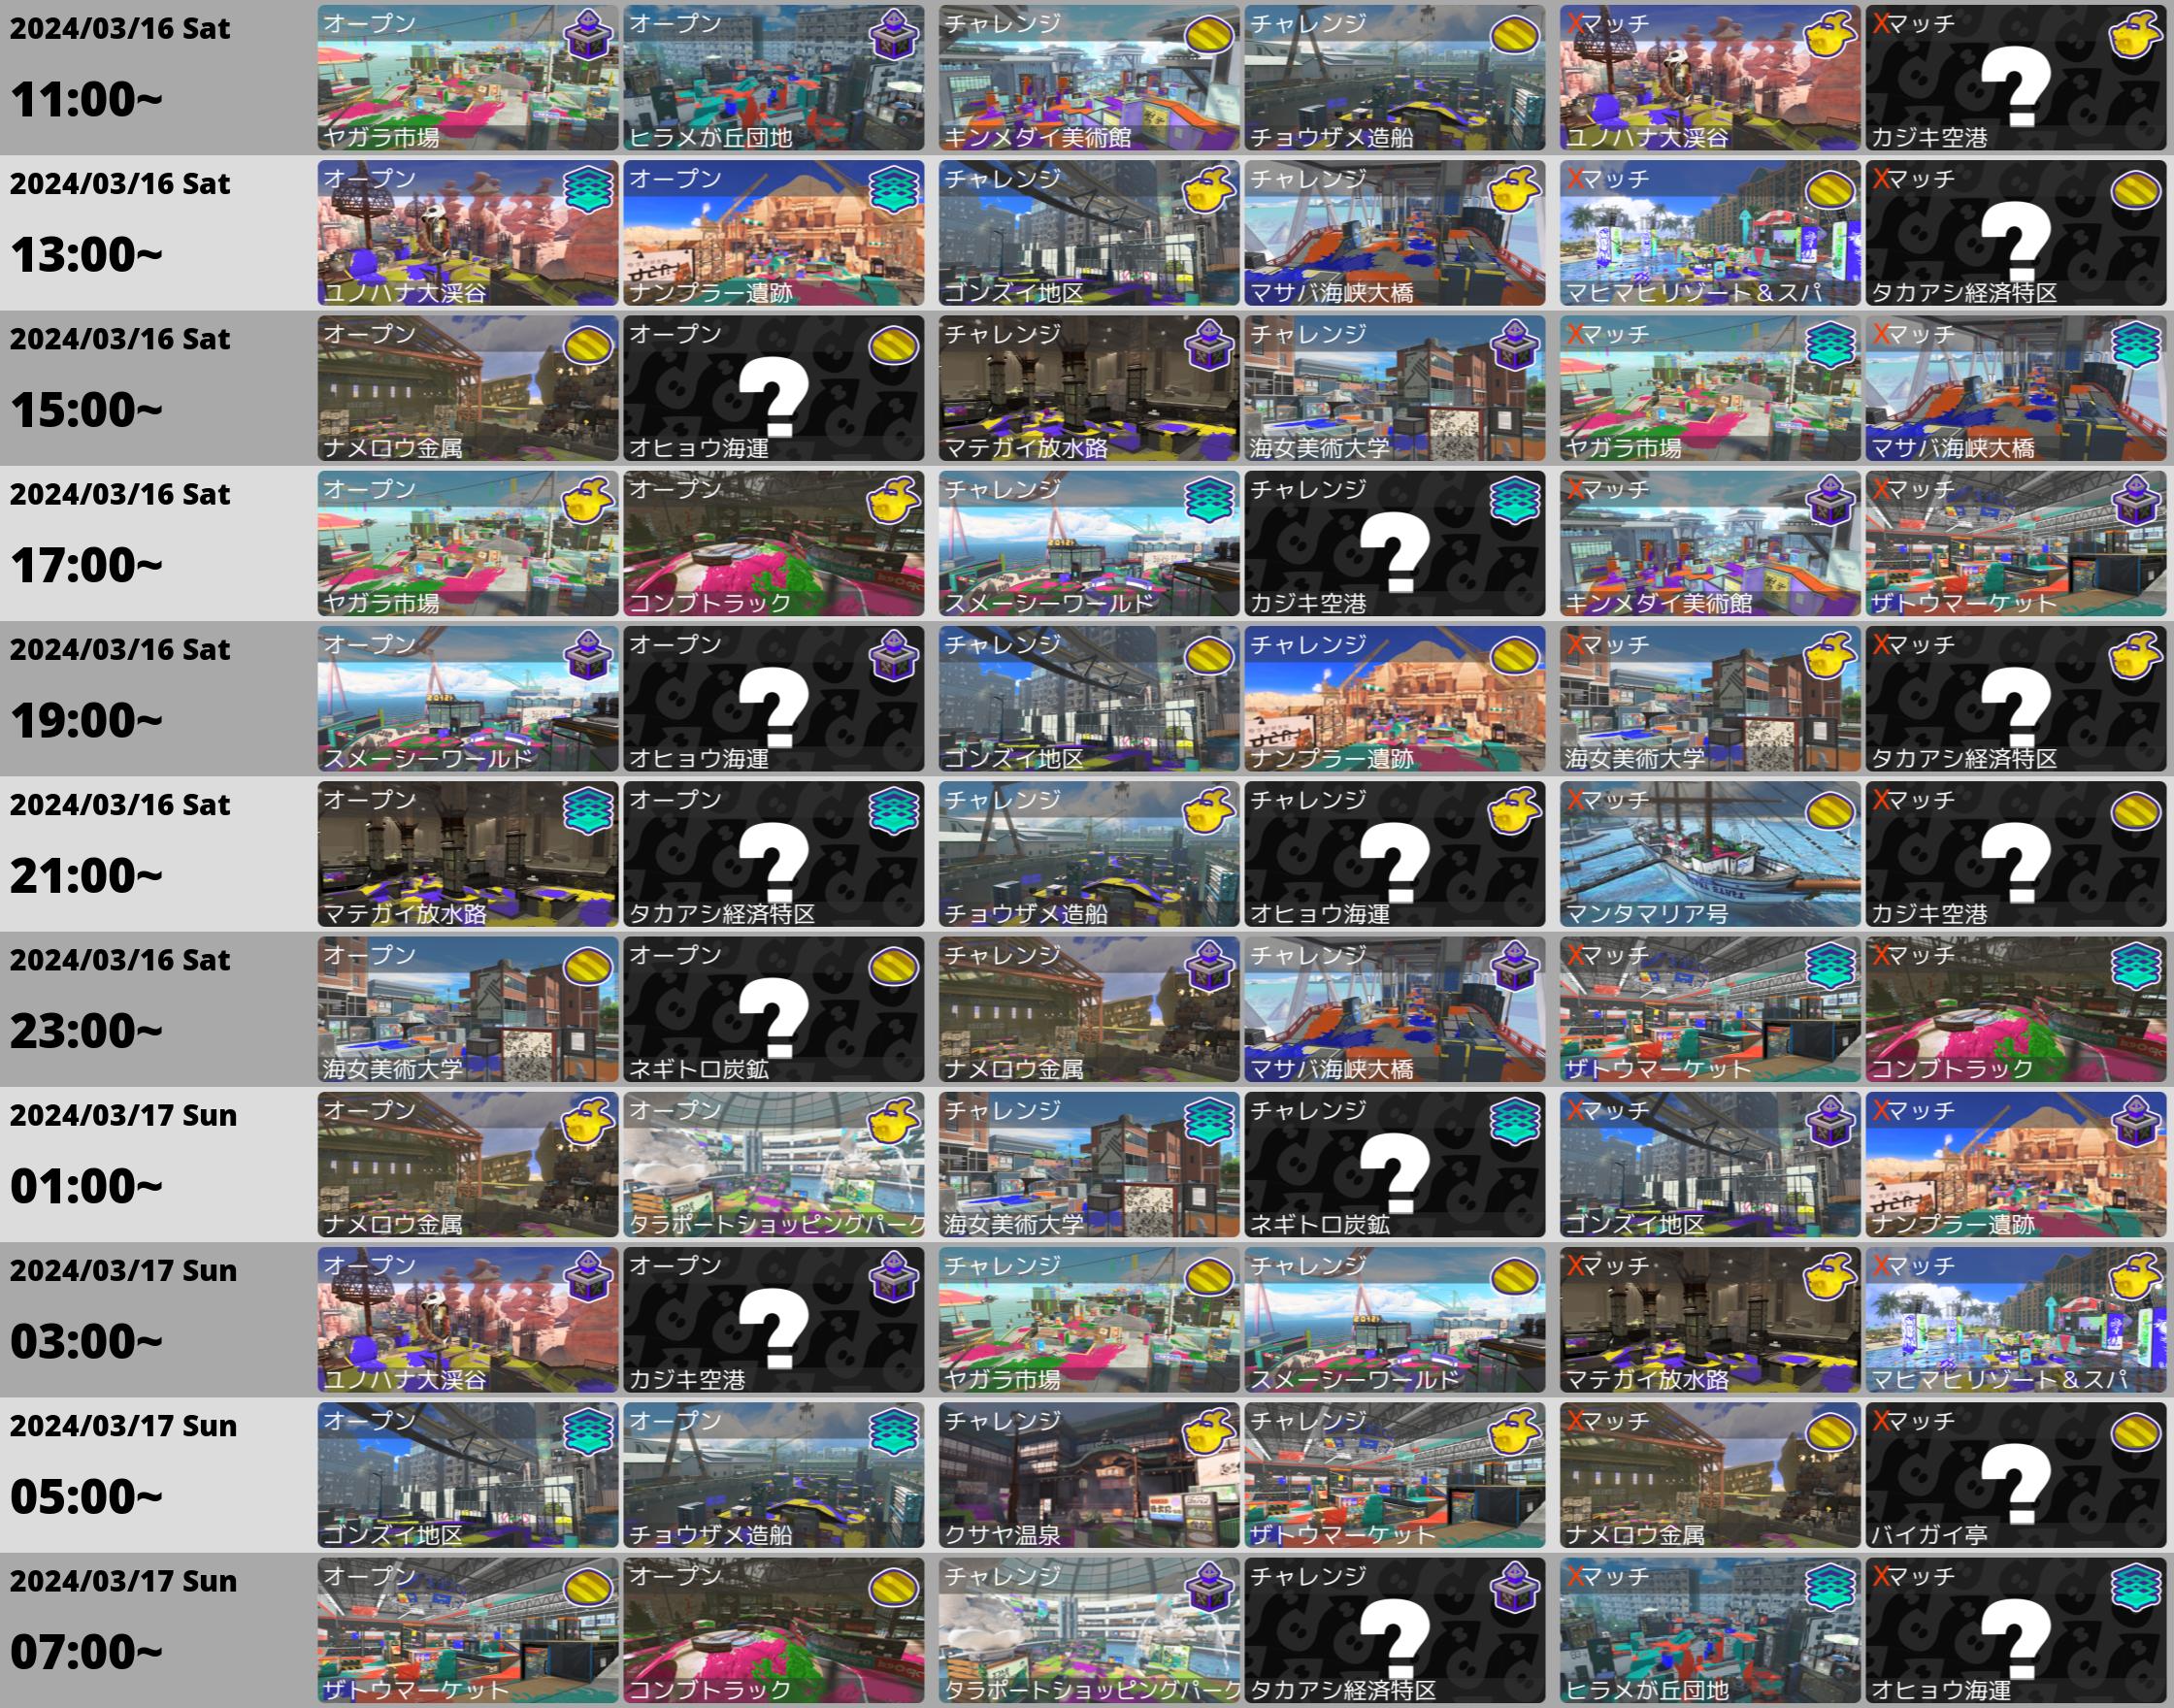 2024/03/16 Sat
11:00~
オープン
ヤガラ市場
オープン
ヒラメが丘団地
チャレンジ
キンメダイ美術館
チャレンジ
チョウザメ造船
Xマッチ
ユノハナ大渓谷
Xマッチ
?
カジキ空港
2024/03/16 Sat
13:00~
オープン
ユノハナ大渓谷
オープン
ナンプラー遺跡
チャレンジ
ゴンズイ地区
チャレンジ
マサバ海峡大橋
Xマッチ
マヒマヒリゾート&スパ
Xマッチ
?
タカアシ経済特区
2024/03/16 Sat
15:00~
オープン
ナメロウ金属
オープン
?
オヒョウ海運
チャレンジ
マテガイ放水路
チャレンジ
海女美術大学
Xマッチ
ヤガラ市場
Xマッチ
マサバ海峡大橋
2024/03/16 Sat
17:00~
オープン
ヤガラ市場
オープン
コンブトラック
チャレンジ
スメーシーワールド
チャレンジ
?
カジキ空港
Xマッチ
キンメダイ美術館
Xマッチ
ザトウマーケット
2024/03/16 Sat
19:00~
オープン
スメーシーワールド
オープン
?
オヒョウ海運
チャレンジ
ゴンズイ地区
チャレンジ
ナンプラー遺跡
Xマッチ
海女美術大学
Xマッチ
?
タカアシ経済特区
2024/03/16 Sat
21:00~
オープン
マテガイ放水路
オープン
?
タカアシ経済特区
チャレンジ
チョウザメ造船
チャレンジ
?
オヒョウ海運
Xマッチ
マンタマリア号
Xマッチ
?
カジキ空港
2024/03/16 Sat
23:00~
オープン
海女美術大学
オープン
?
ネギトロ炭鉱
チャレンジ
ナメロウ金属
チャレンジ
マサバ海峡大橋
Xマッチ
ザトウマーケット
Xマッチ
コンブトラック
2024/03/17 Sun
01:00~
オープン
ナメロウ金属
オープン
タラポートショッピングパーク
チャレンジ
海女美術大学
チャレンジ
?
ネギトロ炭鉱
Xマッチ
ゴンズイ地区
Xマッチ
ナンプラー遺跡
2024/03/17 Sun
03:00~
オープン
ユノハナ大渓谷
オープン
?
カジキ空港
チャレンジ
ヤガラ市場
チャレンジ
スメーシーワールド
Xマッチ
マテガイ放水路
Xマッチ
マヒマヒリゾート&スパ
2024/03/17 Sun
05:00~
オープン
ゴンズイ地区
オープン
チョウザメ造船
チャレンジ
クサヤ温泉
チャレンジ
ザトウマーケット
Xマッチ
ナメロウ金属
Xマッチ
?
バイガイ亭
2024/03/17 Sun
07:00~
オープン
ザトウマーケット
オープン
コンブトラック
チャレンジ
タラポートショッピングパーク
チャレンジ
?
タカアシ経済特区
Xマッチ
ヒラメが丘団地
Xマッチ
?
オヒョウ海運